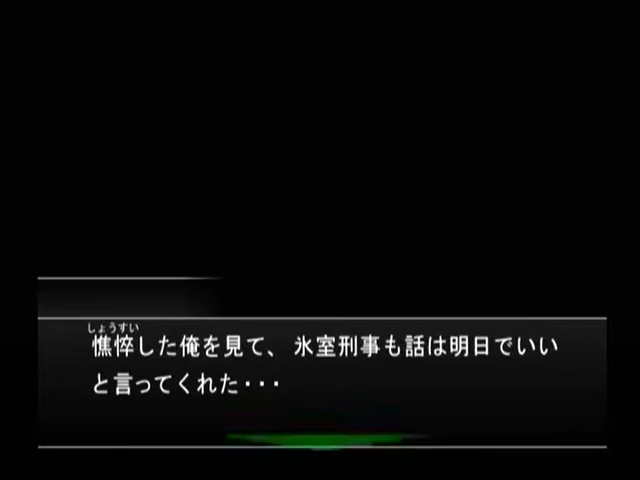 しょうすい
憔悴した俺を見て、氷室刑事も話は明日でいい
と言ってくれた・・・